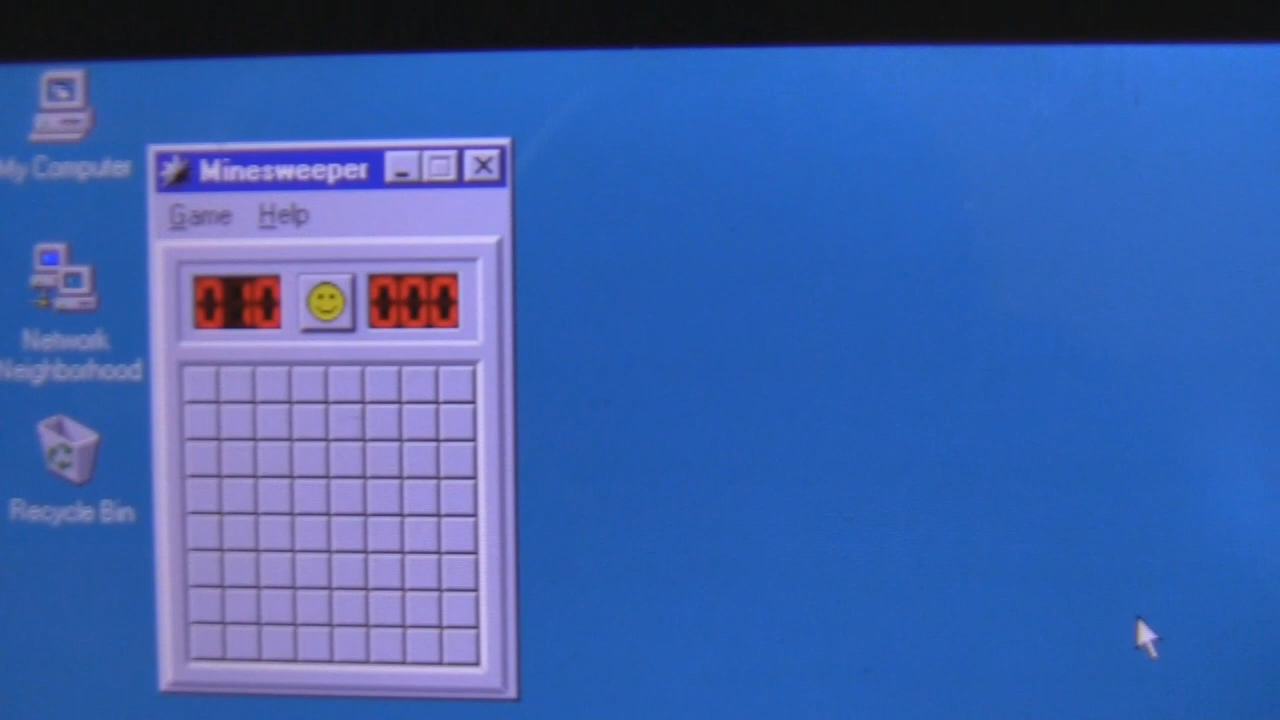 My Computer
Minesweeper
Game Help
010 000
Network
Neighborhood
Recycle Bin